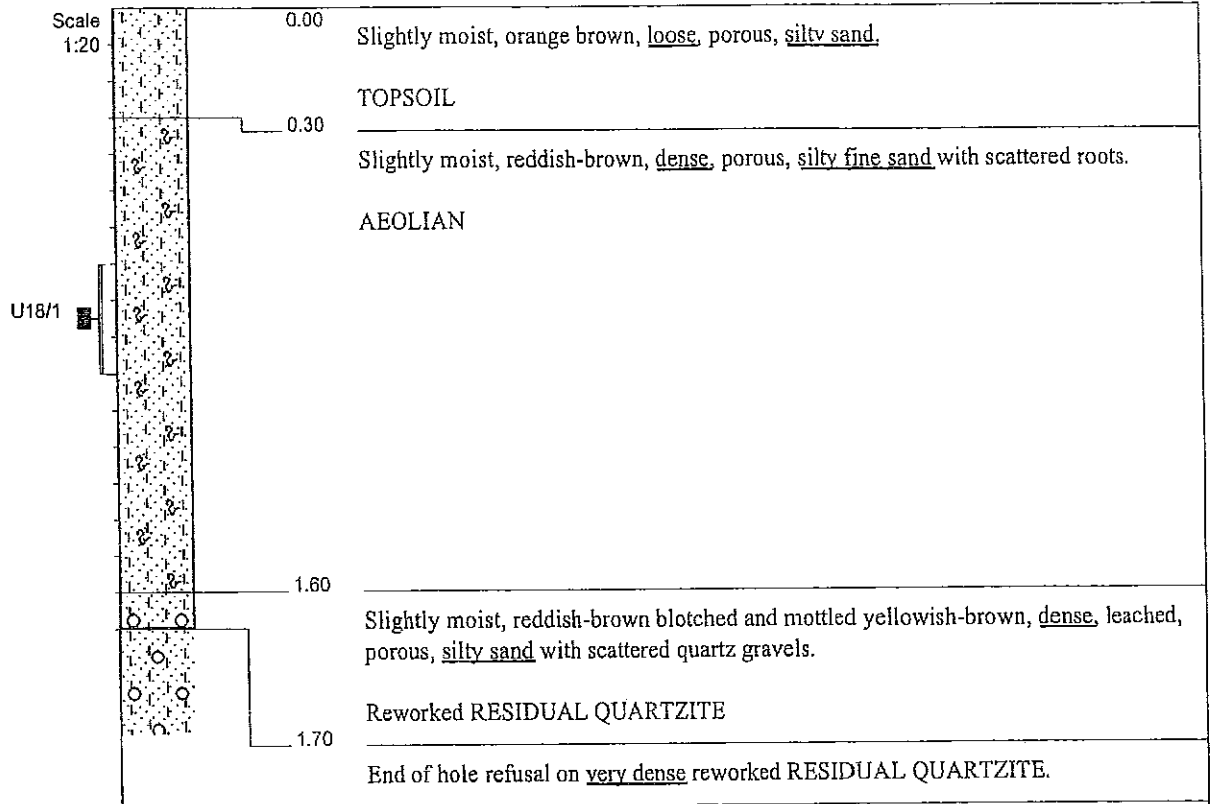 Scale
1:20
0.00
Slightly moist, orange brown, loose, porous, silty sand.
TOPSOIL
0.30
Slightly moist, reddish-brown, dense, porous, silty fine sand with scattered roots.
AEOLIAN
U18/1
1.60
Slightly moist, reddish-brown blotched and mottled yellowish-brown, dense, leached,
porous, silty sand with scattered quartz gravels.
Reworked RESIDUAL QUARTZITE
1.70
End of hole refusal on very dense reworked RESIDUAL QUARTZITE.